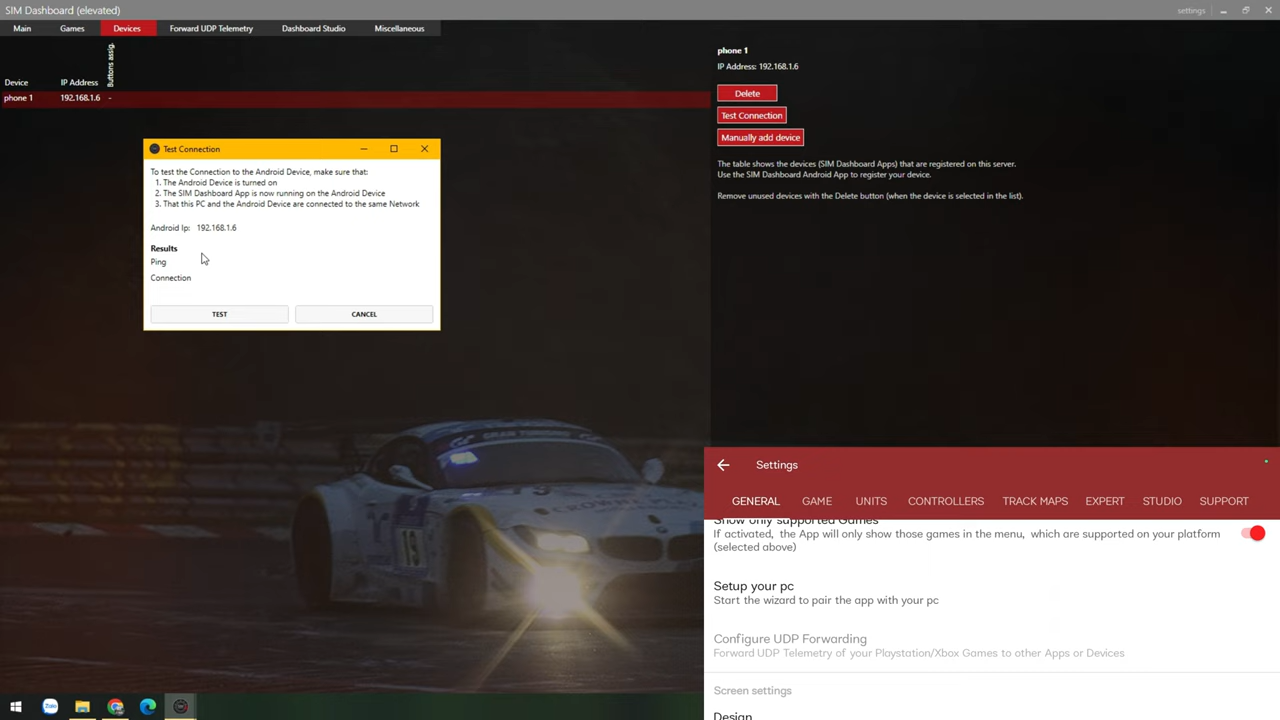 SIM Dashboard (elevated)
settings
Main
Games
Devices
Forward UDP Telemetry
Dashboard Studio
Miscellaneous
Device
IP Address
Buttons assig.
phone 1
192.168.1.6
-
phone 1
IP Address: 192.168.1.6
Delete
Test Connection
Manually add device
The table shows the devices (SIM Dashboard Apps) that are registered on this server.
Use the SIM Dashboard Android App to register your device.
Remove unused devices with the Delete button (when the device is selected in the list).
Test Connection
To test the Connection to the Android Device, make sure that:
1. The Android Device is turned on
2. The SIM Dashboard App is now running on the Android Device
3. That this PC and the Android Device are connected to the same Network
Android Ip: 192.168.1.6
Results
Ping
Connection
TEST
CANCEL
Settings
GENERAL
GAME
UNITS
CONTROLLERS
TRACK MAPS
EXPERT
STUDIO
SUPPORT
Show only supported Games
If activated, the App will only show those games in the menu, which are supported on your platform
(selected above)
Setup your pc
Start the wizard to pair the app with your pc
Configure UDP Forwarding
Forward UDP Telemetry of your Playstation/Xbox Games to other Apps or Devices
Screen settings
Design
Zalo